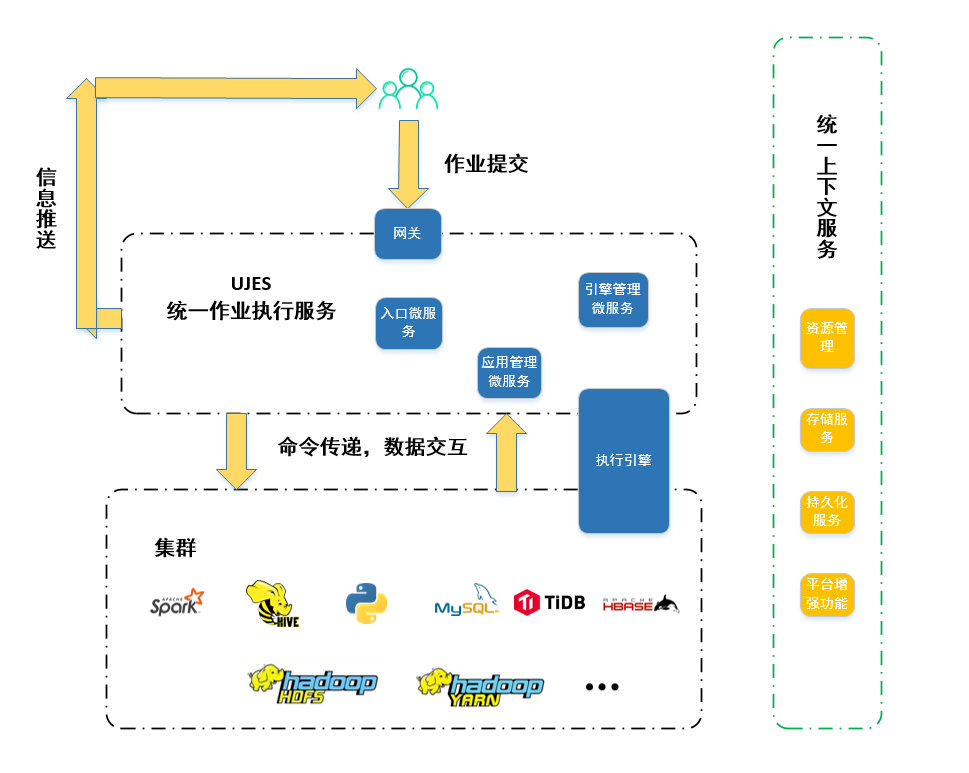 信息推送
作业提交
网关
UJES
统一作业执行服务
入口微服
务
引擎管理
微服务
应用管理
微服务
命令传递，数据交互
执行引擎
集群
APACHE
Spark
HIVE
MySQL
TiDB
APACHE
HBASE
hadoop
HDFS
hadoop
YARN
•••
统一上下文服务
资源管
理
存储服
务
持久化
服务
平台增
强功能